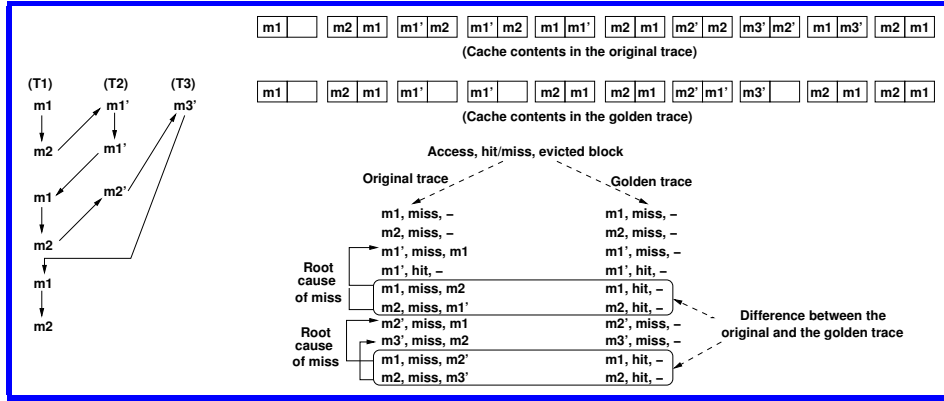 m1 m2 m1 m1' m2 m1' m2 m1 m1' m2 m1 m2' m2 m3' m2' m1 m3' m2 m1
(Cache contents in the original trace)
(T1) (T2) (T3)
m1 m2 m1 m1' m1' m2 m1 m2 m1 m2' m1' m3' m2 m1 m2 m1
m1 m1' m3'
(Cache contents in the golden trace)
m2 m1'
Access, hit/miss, evicted block
Original trace Golden trace
m1 m2'
m1, miss, – m1, miss, –
m2, miss, – m2, miss, –
m2
m1', miss, m1 m1', miss, –
Root
cause
of miss
m1', hit, – m1', hit, –
m1
m1, miss, m2 m1, hit, –
m2, miss, m1' m2, hit, –
Difference between the
original and the golden trace
m2
Root
cause
of miss
m2', miss, m1 m2', miss, –
m3', miss, m2 m3', miss, –
m1, miss, m2' m1, hit, –
m2, miss, m3' m2, hit, –